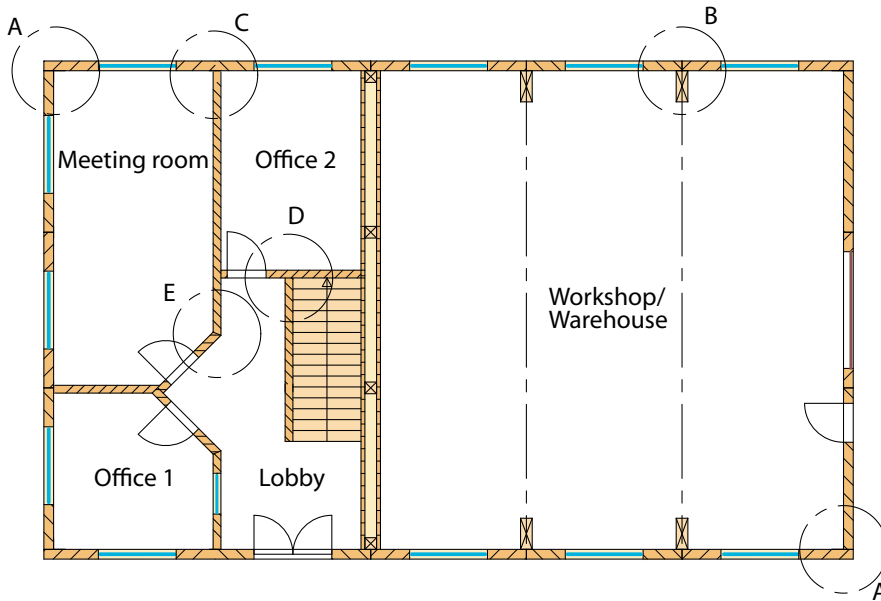 A
C
B
Meeting room
Office 2
D
E
Workshop/
Warehouse
Office 1
Lobby
A